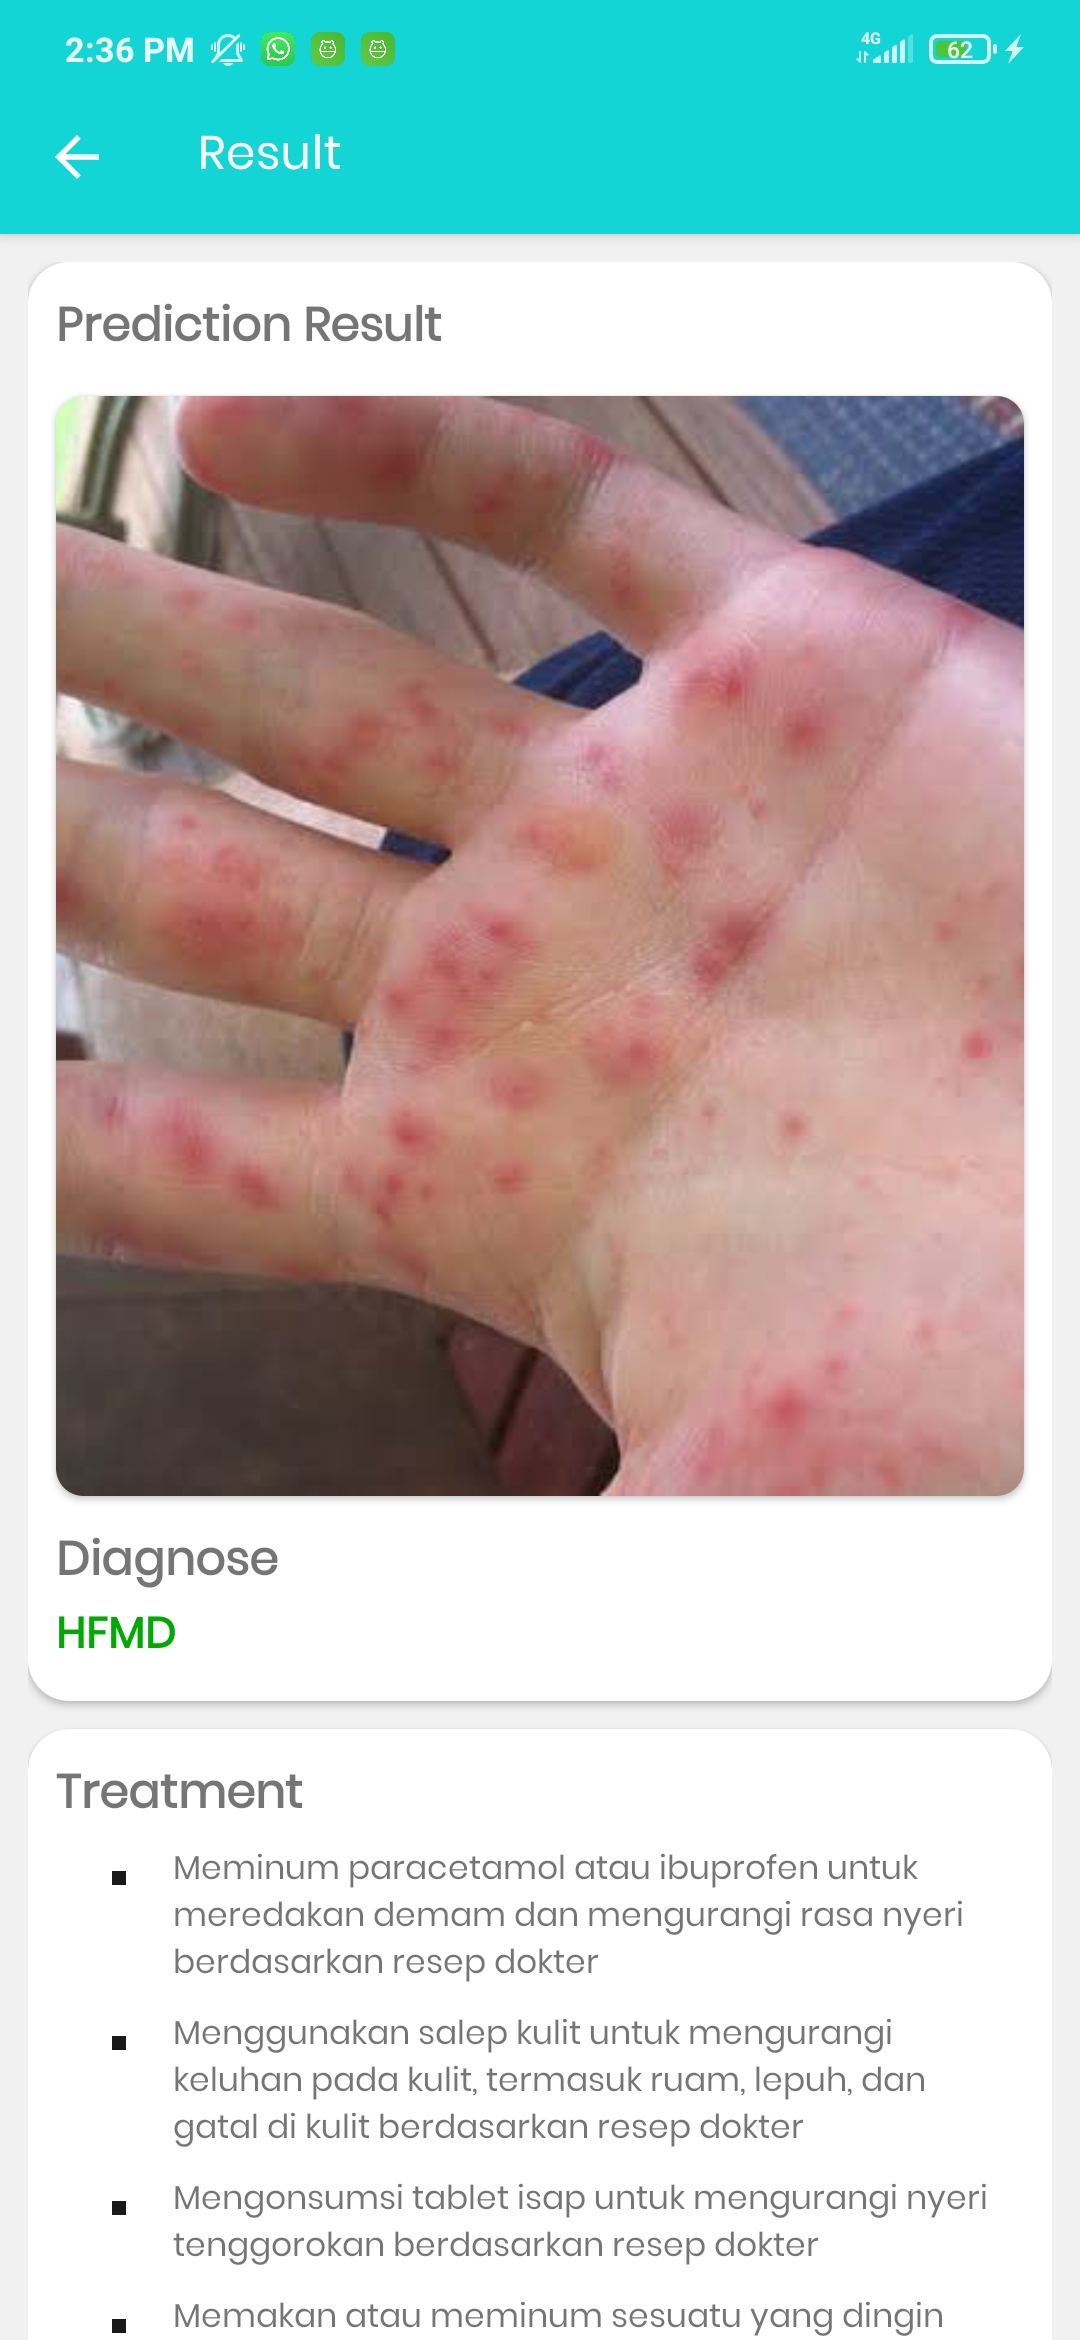 2:36 PM
4G
62
Result
Prediction Result
Diagnose
HFMD
Treatment
Meminum paracetamol atau ibuprofen untuk
meredakan demam dan mengurangi rasa nyeri
berdasarkan resep dokter
Menggunakan salep kulit untuk mengurangi
keluhan pada kulit, termasuk ruam, lepuh, dan
gatal di kulit berdasarkan resep dokter
Mengonsumsi tablet isap untuk mengurangi nyeri
tenggorokan berdasarkan resep dokter
Memakan atau meminum sesuatu yang dingin